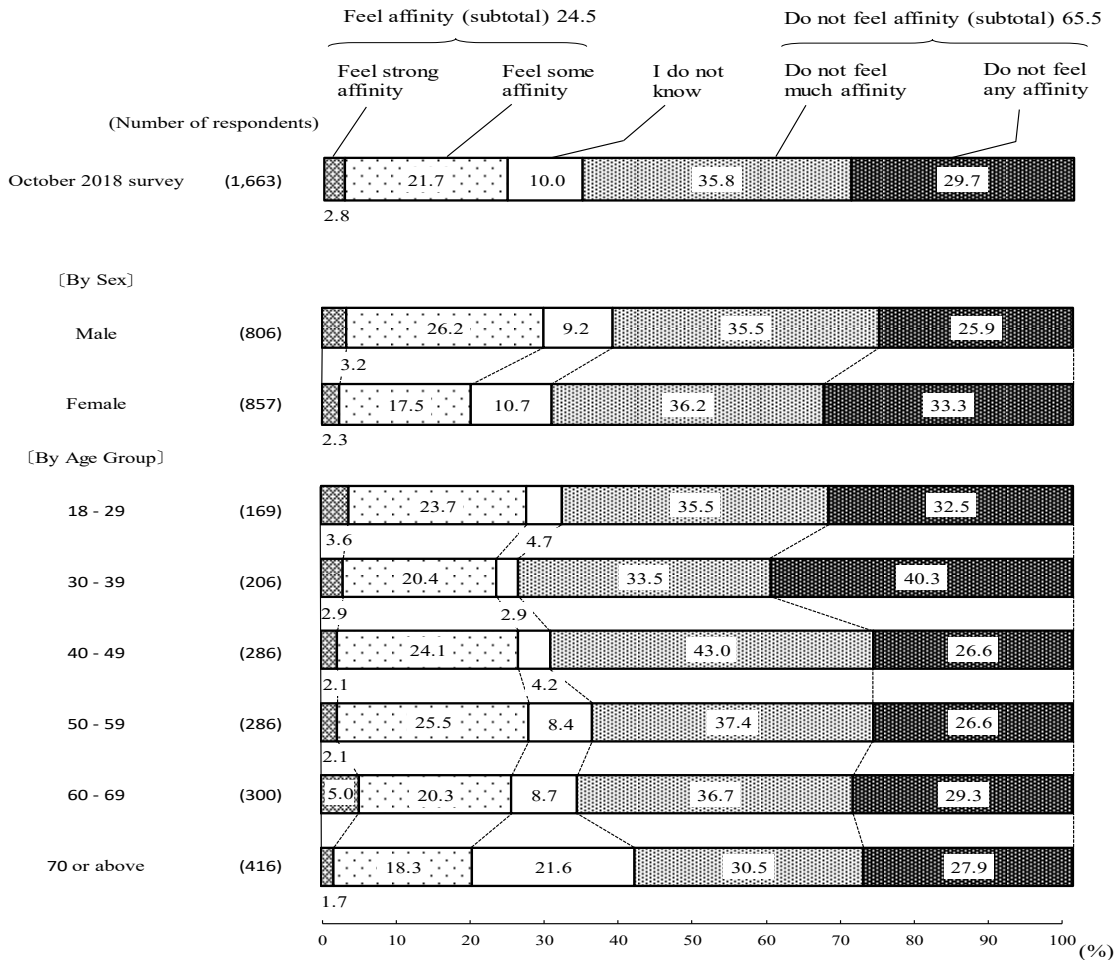 Feel affinity (subtotal) 24.5
Do not feel affinity (subtotal) 65.5
Feel strong
affinity
Feel some
affinity
I do not
know
Do not feel
much affinity
Do not feel
any affinity
(Number of respondents)
October 2018 survey (1,663) 21.7 10.0 35.8 29.7
2.8
〔By Sex〕
Male (806) 26.2 9.2 35.5 25.9
3.2
Female (857) 17.5 10.7 36.2 33.3
2.3
〔By Age Group〕
18 - 29 (169) 23.7 35.5 32.5
3.6 4.7
30 - 39 (206) 20.4 33.5 40.3
2.9 2.9
40 - 49 (286) 24.1 43.0 26.6
2.1 4.2
50 - 59 (286) 25.5 8.4 37.4 26.6
2.1
60 - 69 (300) 5.0 20.3 8.7 36.7 29.3
70 or above (416) 18.3 21.6 30.5 27.9
1.7
0 10 20 30 40 50 60 70 80 90 100
(%)